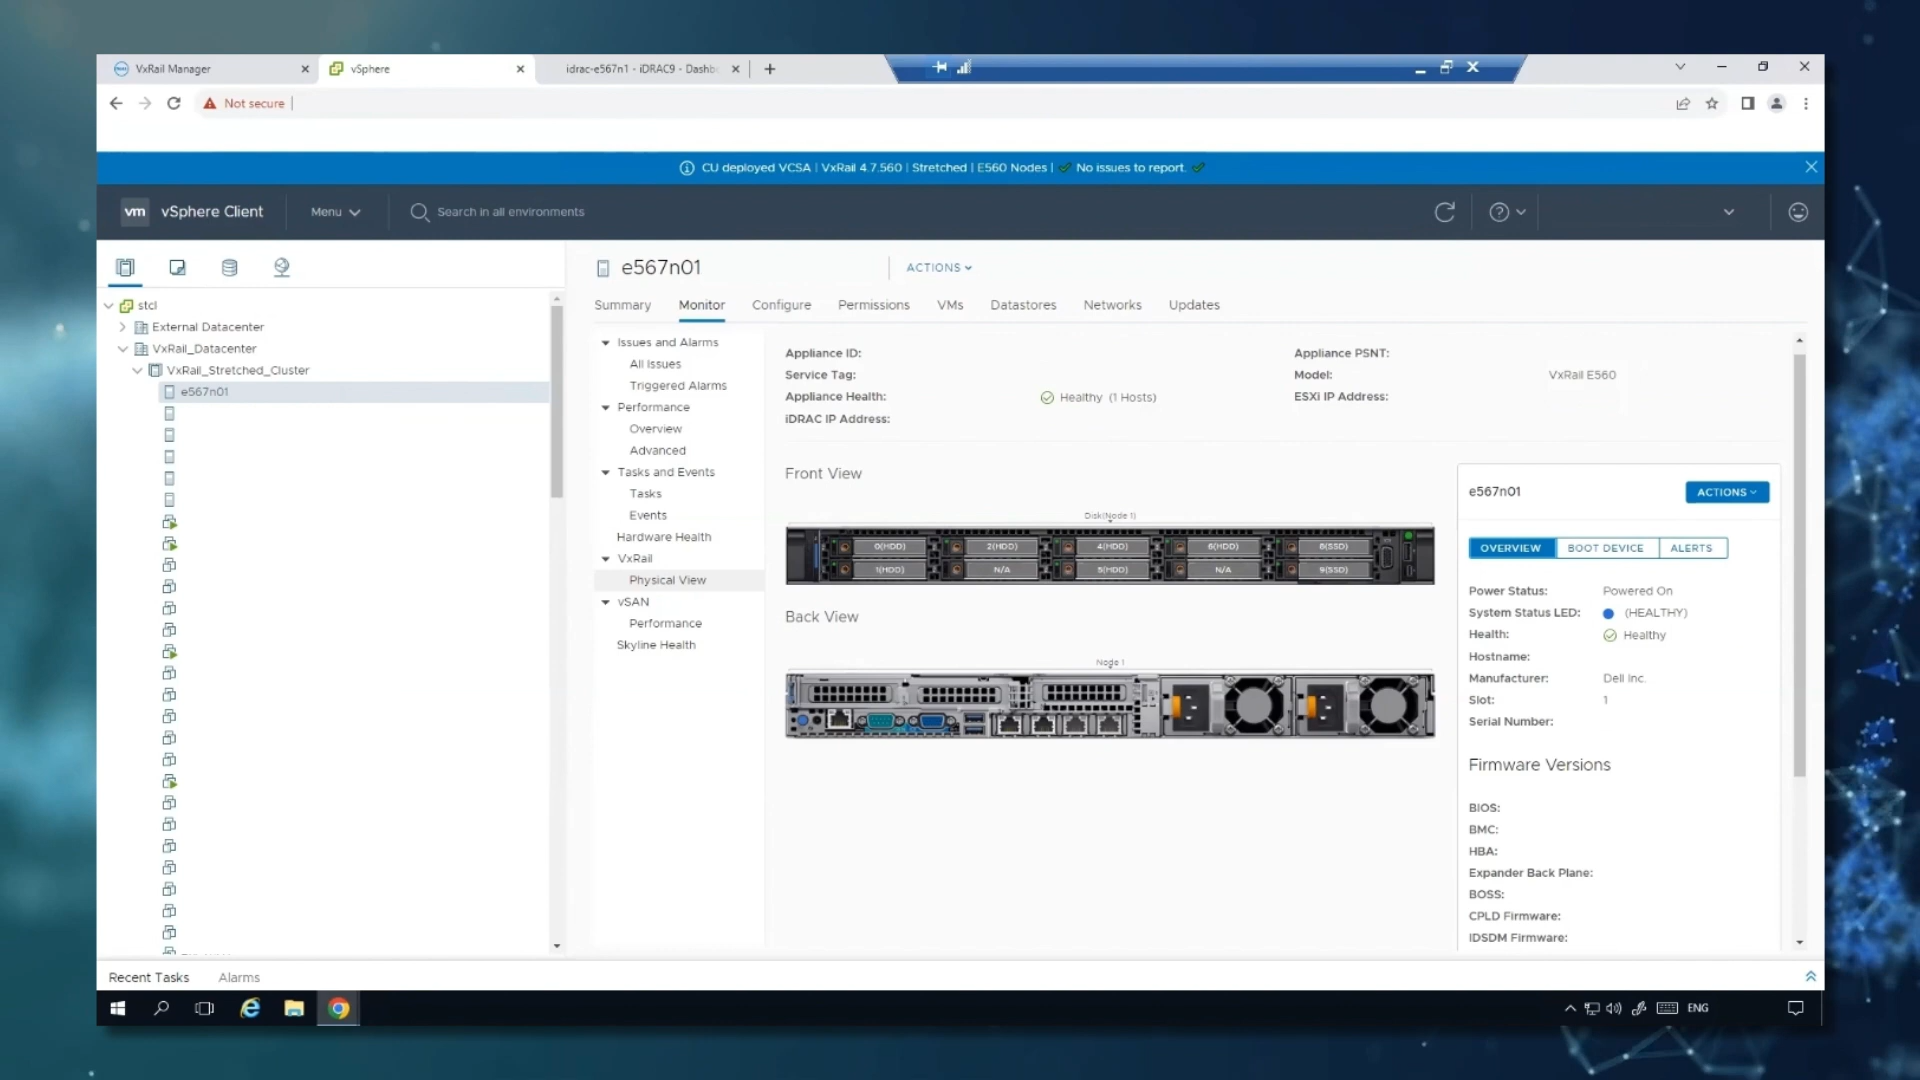 VxRail Manager
vSphere
idrac-e567n1 - iDRAC9 - Dashb
Not secure
CU deployed VCSA | VxRail 4.7.560 | Stretched | E560 Nodes | No issues to report.
vm vSphere Client
Menu
Search in all environments
stcl
External Datacenter
VxRail_Datacenter
VxRail_Stretched_Cluster
e567n01
e567n01
ACTIONS
Summary
Monitor
Configure
Permissions
VMs
Datastores
Networks
Updates
Issues and Alarms
All Issues
Triggered Alarms
Performance
Overview
Advanced
Tasks and Events
Tasks
Events
Hardware Health
VxRail
Physical View
vSAN
Performance
Skyline Health
Appliance ID:
Service Tag:
Appliance Health: Healthy (1 Hosts)
iDRAC IP Address:
Appliance PSNT:
Model: VxRail E560
ESXi IP Address:
Front View
Disk(Node 1)
0(HDD) 2(HDD) 4(HDD) 6(HDD) 8(SSD)
1(HDD) N/A 5(HDD) N/A 9(SSD)
Back View
Node 1
e567n01
ACTIONS
OVERVIEW
BOOT DEVICE
ALERTS
Power Status: Powered On
System Status LED: (HEALTHY)
Health: Healthy
Hostname:
Manufacturer: Dell Inc.
Slot: 1
Serial Number:
Firmware Versions
BIOS:
BMC:
HBA:
Expander Back Plane:
BOSS:
CPLD Firmware:
IDSDM Firmware:
Recent Tasks
Alarms
ENG